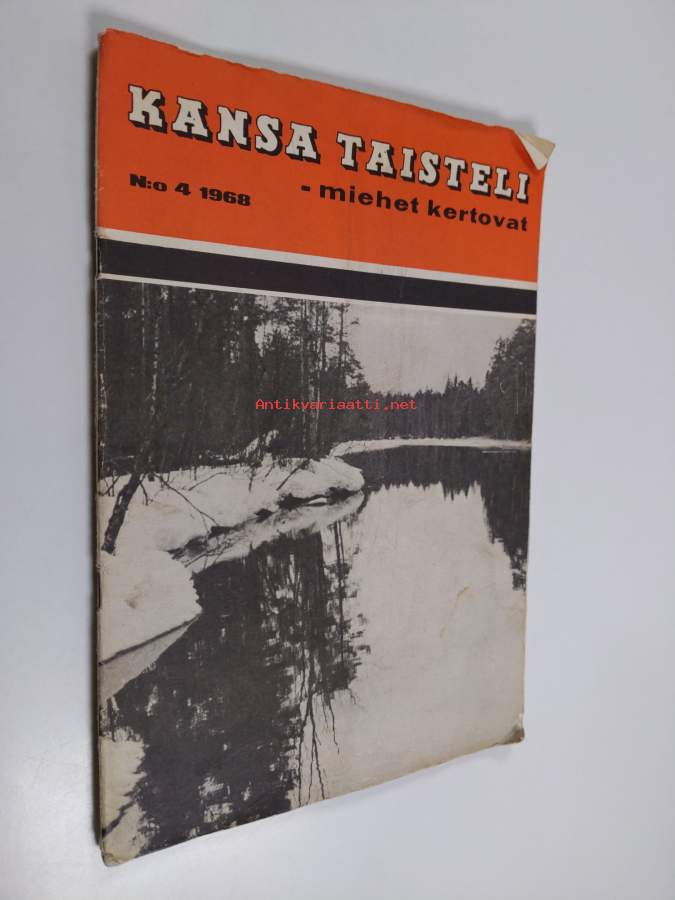 KANSA TAISTELI
N:o 4 1968 - miehet kertovat
Antikvariaatti.net